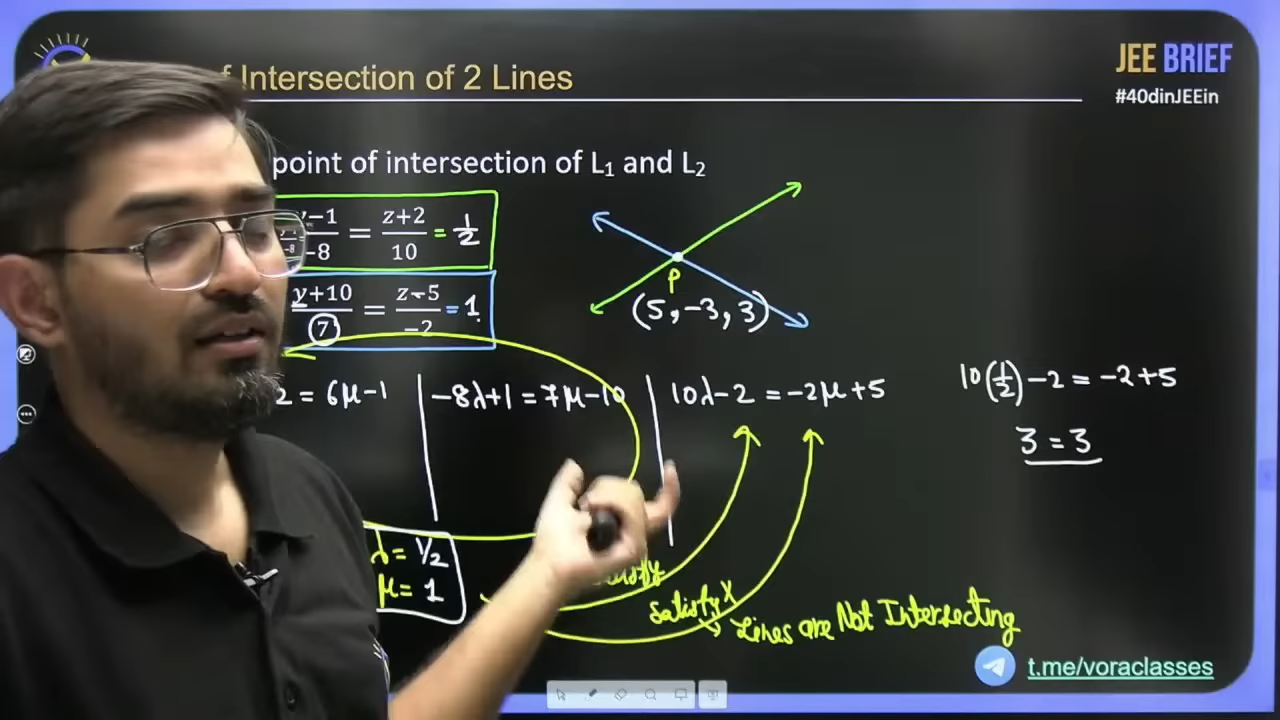 f Intersection of 2 Lines
JEE BRIEF
#40dinJEEin
point of intersection of L₁ and L₂
y−1/−8 = z+2/10 = 1/2
y+10/7 = z−5/−2 = 1
P
(5, −3, 3)
2 = 6μ−1
−8λ+1 = 7μ−10
10λ−2 = −2μ+5
10(1/2)−2 = −2+5
3 = 3
λ = 1/2
μ = 1
satisfy X
Lines are Not Intersecting
t.me/voraclasses